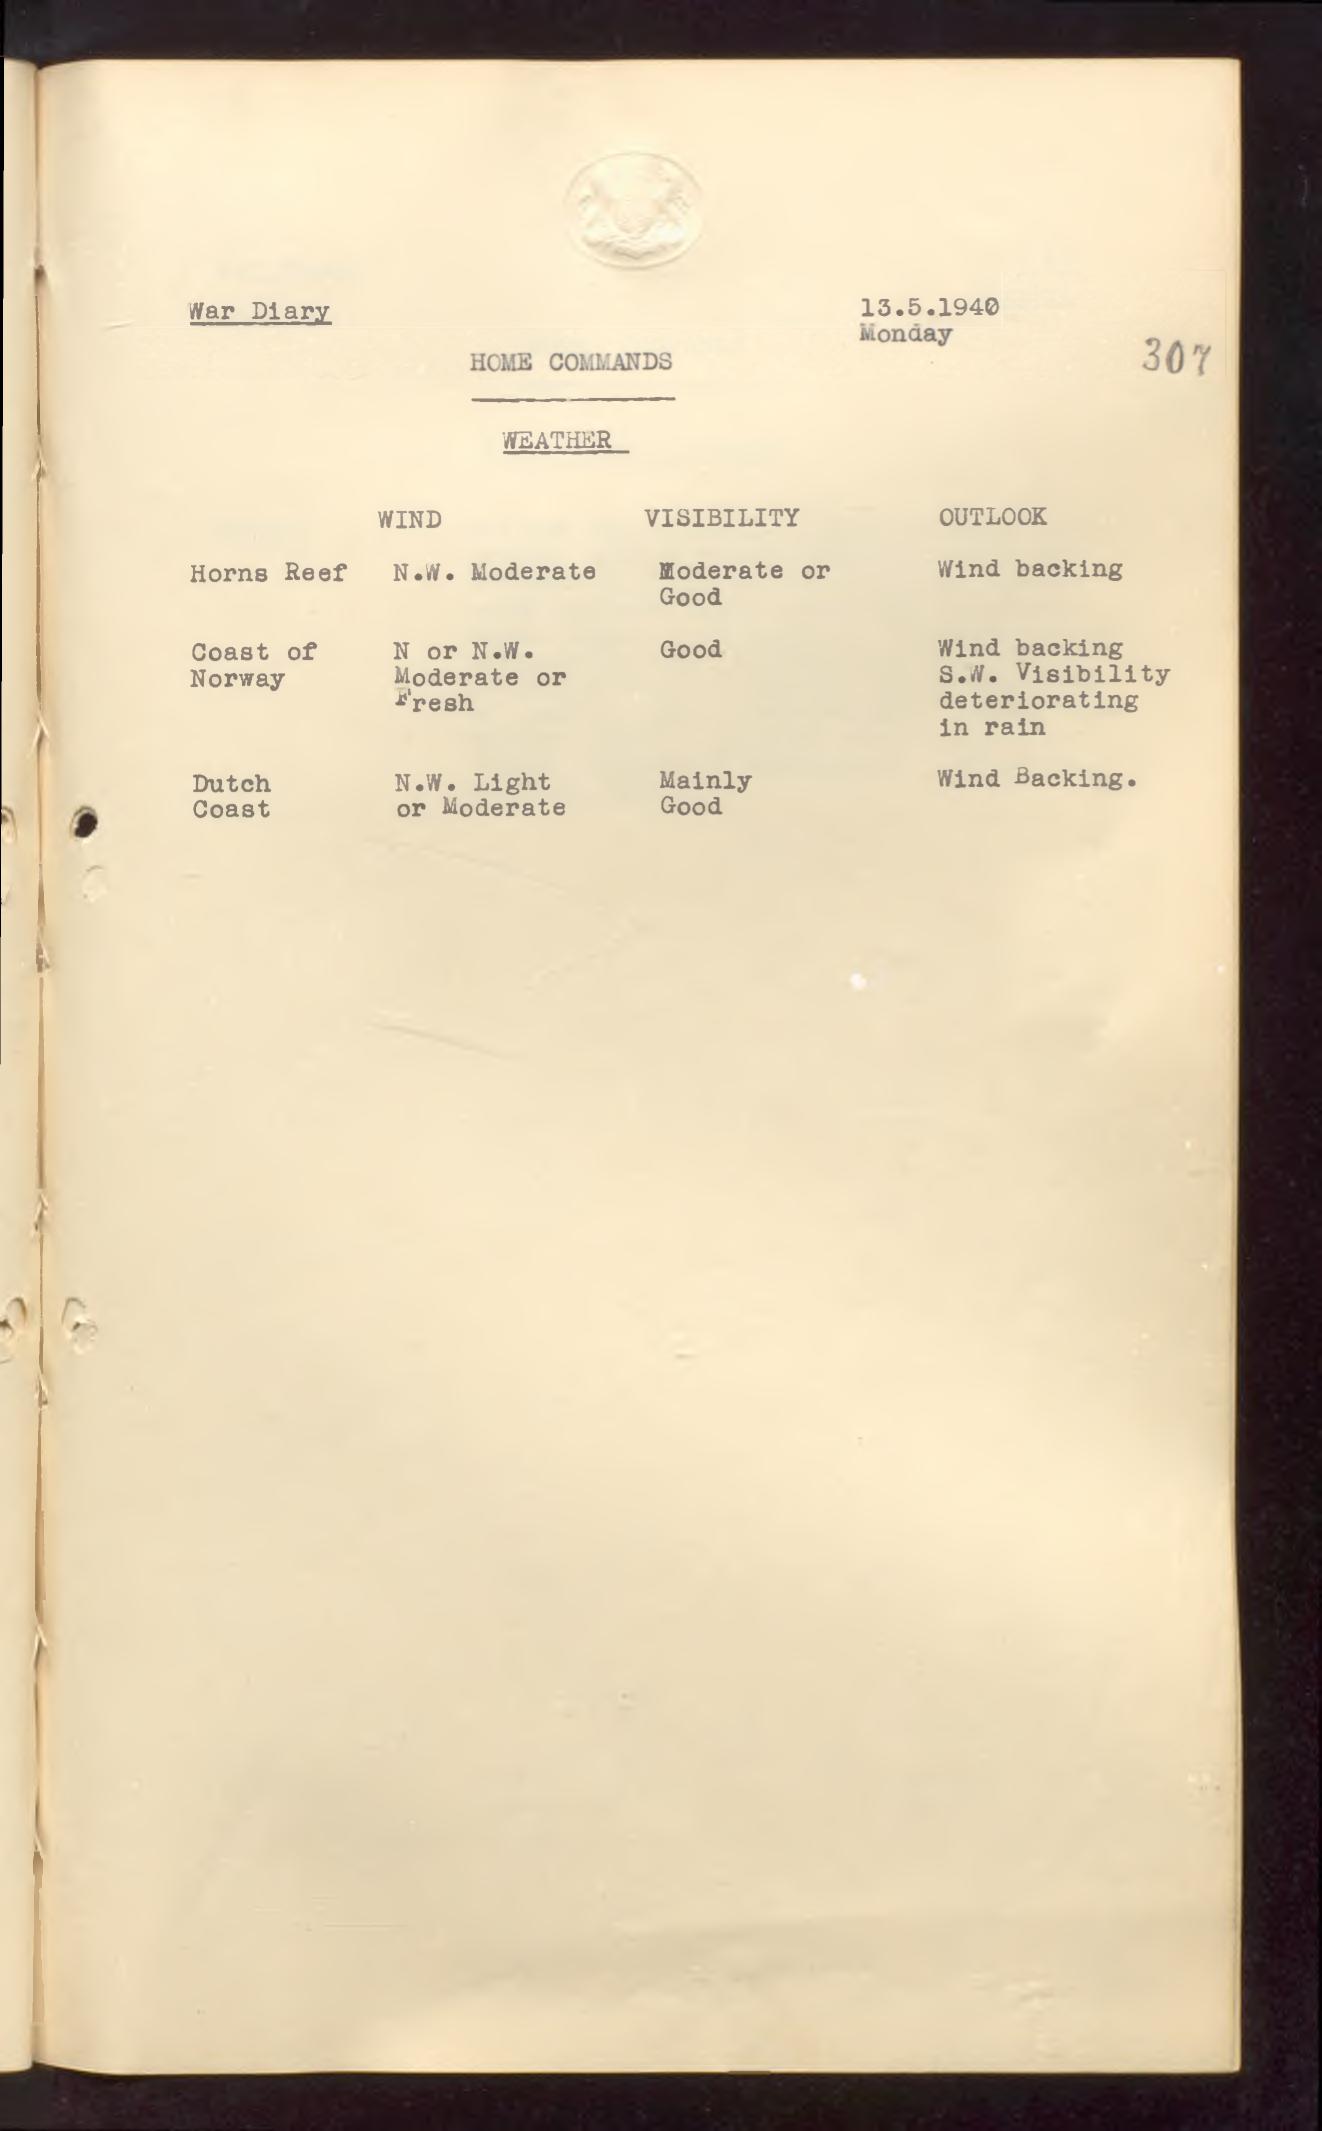 War Diary 13.5.1940
Monday
307
HOME COMMANDS
WEATHER
WIND VISIBILITY OUTLOOK
Horns Reef N.W. Moderate Moderate or Wind backing
Good
Coast of N or N.W. Good Wind backing
Norway Moderate or S.W. Visibility
Fresh deteriorating
in rain
Dutch N.W. Light Mainly Wind Backing.
Coast or Moderate Good